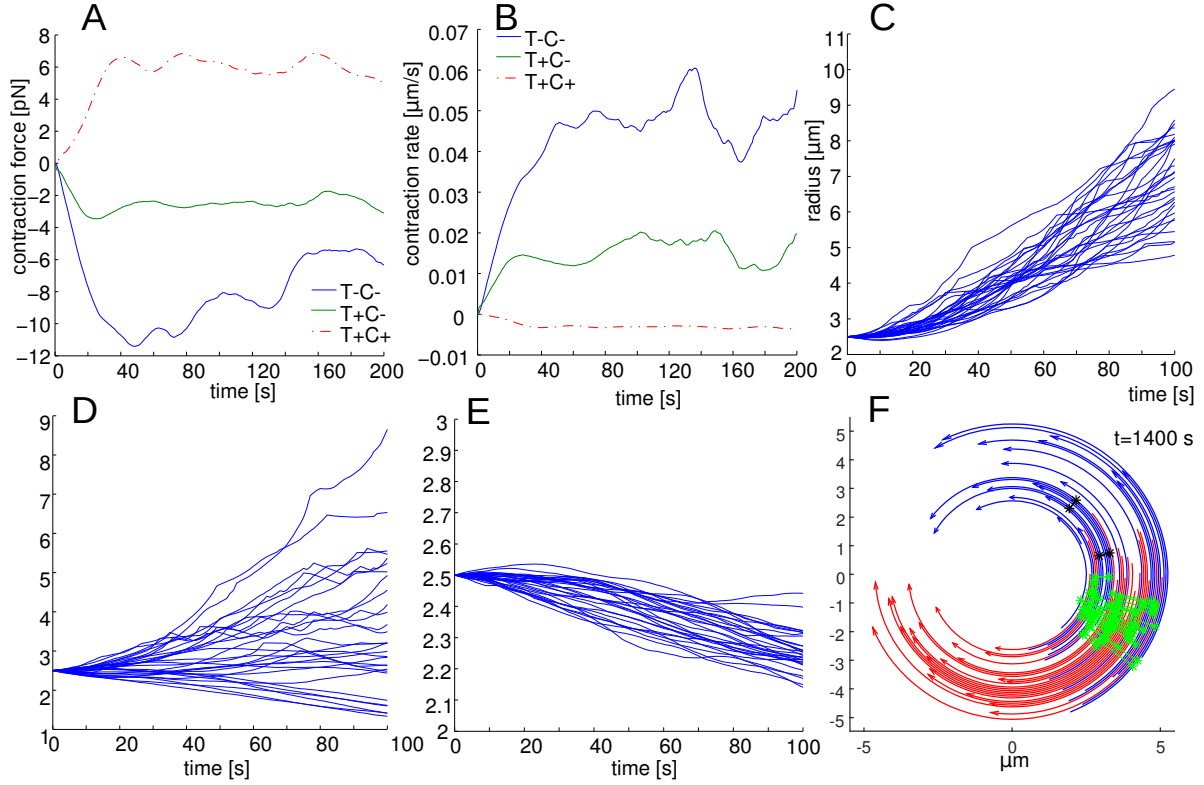 A
contraction force [pN]
8
6
4
2
0
−2
−4
−6
−8
−10
−12
0 40 80 120 160 200
time [s]
T-C-
T+C-
T+C+
B
contraction rate [µm/s]
0.07
0.06
0.05
0.04
0.03
0.02
0.01
0
−0.01
0 40 80 120 160 200
time [s]
T-C-
T+C-
T+C+
C
radius [µm]
11
10
9
8
7
6
5
4
3
2
0 20 40 60 80 100
time [s]
D
9
8
7
6
5
4
3
2
1
0 20 40 60 80 100
time [s]
E
3
2.9
2.8
2.7
2.6
2.5
2.4
2.3
2.2
2.1
2
0 20 40 60 80 100
time [s]
F
t=1400 s
5
4
3
2
1
0
-1
-2
-3
-4
-5
-5 0 5
µm